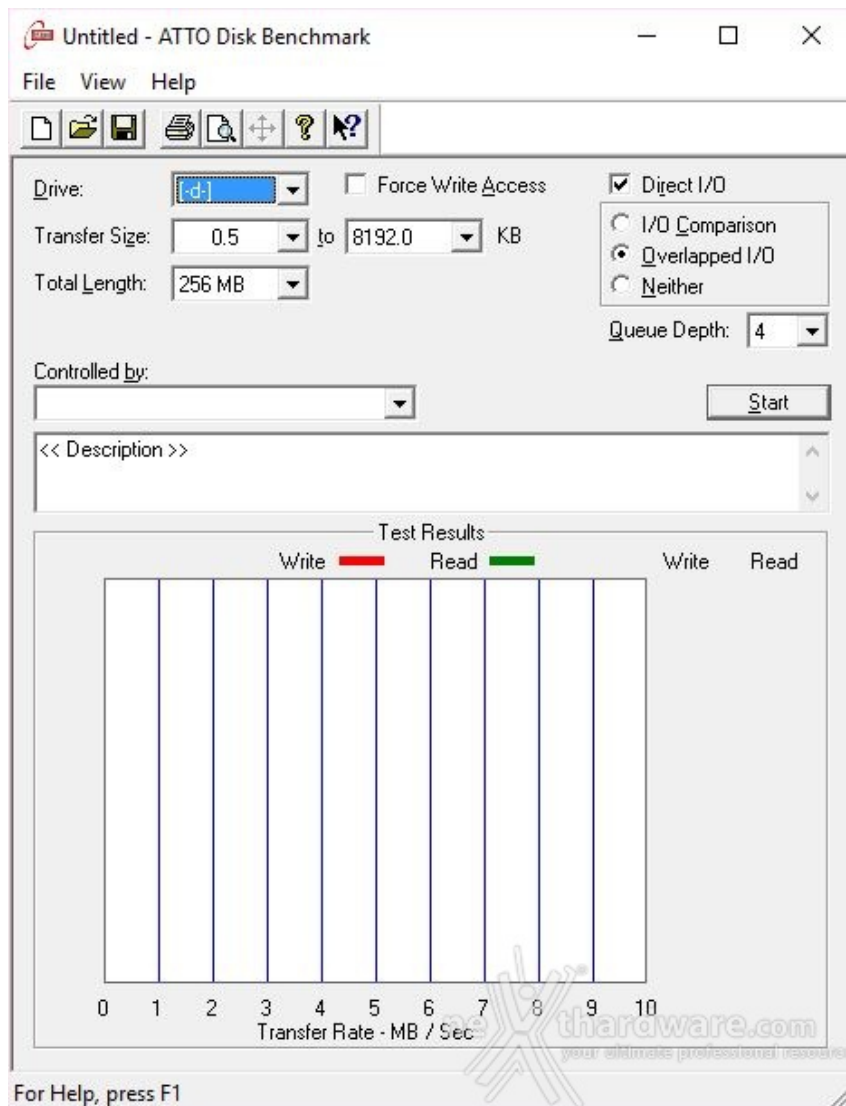 Untitled - ATTO Disk Benchmark
File View Help
Drive: [-d-] Force Write Access Direct I/O
Transfer Size: 0.5 to 8192.0 KB I/O Comparison
Overlapped I/O
Total Length: 256 MB Neither
Queue Depth: 4
Controlled by:
Start
<< Description >>
Test Results
Write Read Write Read
0 1 2 3 4 5 6 7 8 9 10
Transfer Rate - MB / Sec
nexthardware.com
your ultimate professional resource
For Help, press F1